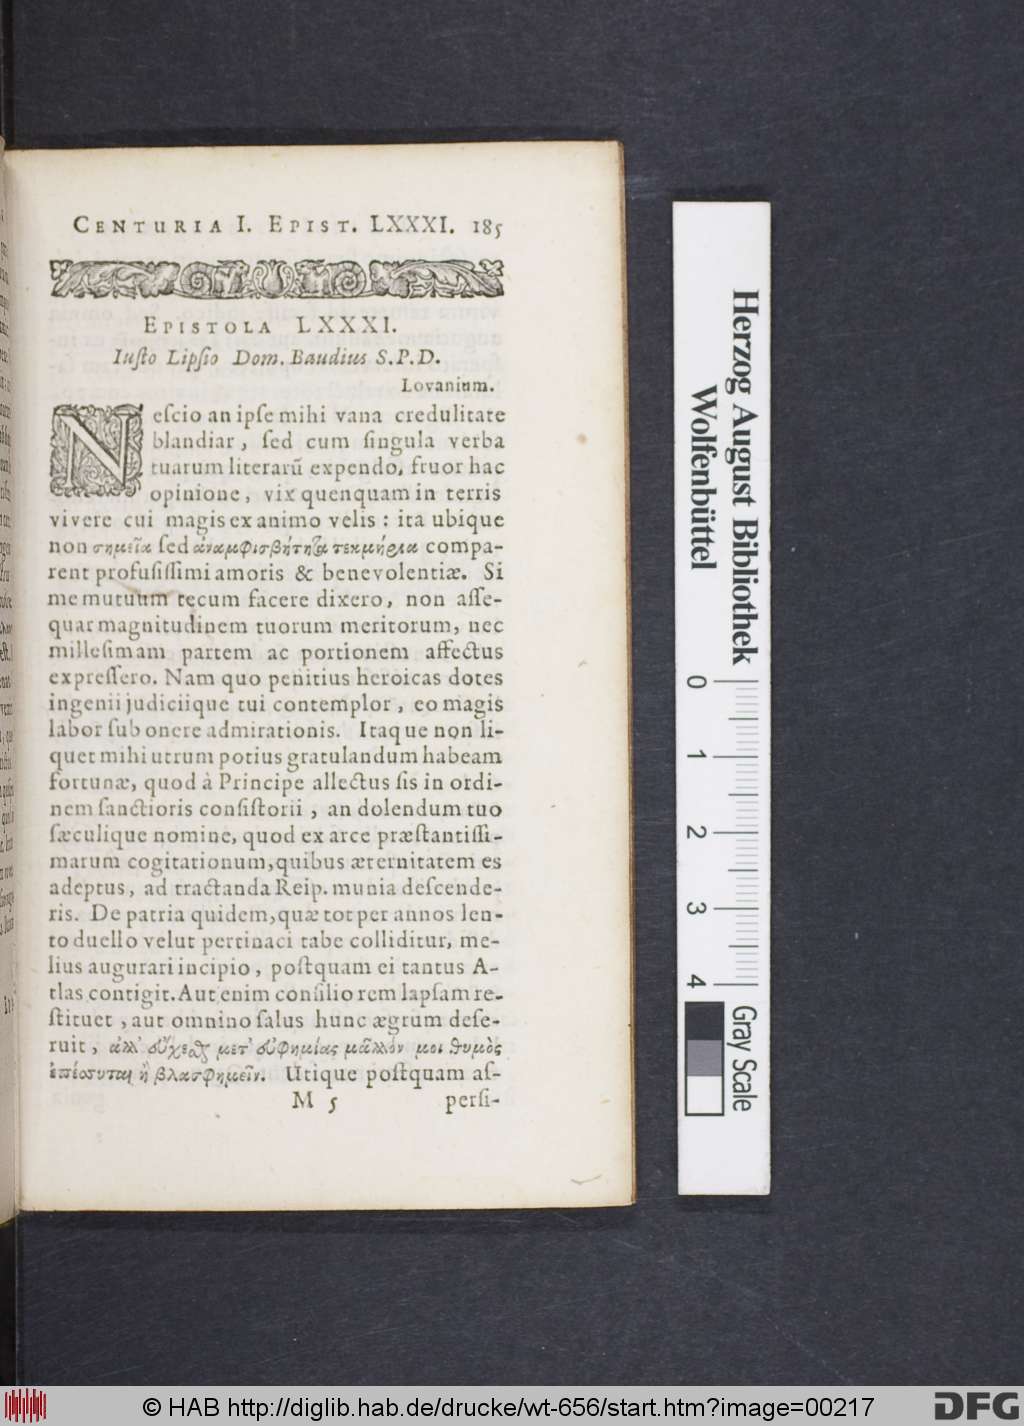 CENTURIA I. EPIST. LXXXI. 185
EPISTOLA LXXXI.
Iuſto Lipſio Dom. Baudius S.P.D.
Lovanium.
Neſcio an ipſe mihi vana credulitate
blandiar, ſed cum ſingula verba
tuarum literarū expendo, fruor hac
opinione, vix quenquam in terris
vivere cui magis ex animo velis: ita ubique
non σημεῖα ſed ἀναμφισβήτητα τεκμήρια compa-
rent profuſiſſimi amoris & benevolentiæ. Si
me mutuum tecum facere dixero, non aſſe-
quar magnitudinem tuorum meritorum, nec
milleſimam partem ac portionem affectus
expreſſero. Nam quo penitius heroicas dotes
ingenii judiciique tui contemplor, eo magis
labor ſub onere admirationis. Itaque non li-
quet mihi utrum potius gratulandum habeam
fortunæ, quod à Principe allectus ſis in ordi-
nem ſanctioris conſiſtorii, an dolendum tuo
ſæculique nomine, quod ex arce præſtantiſſi-
marum cogitationum, quibus æternitatem es
adeptus, ad tractanda Reip. munia deſcende-
ris. De patria quidem, quæ tot per annos len-
to duello velut pertinaci tabe colliditur, me-
lius augurari incipio, poſtquam ei tantus A-
tlas contigit. Aut enim conſilio rem lapſam re-
ſtituet, aut omnino ſalus hunc ægrum deſe-
ruit, ἀλλ' μετ' εὐφημίας μᾶλλόν μοι θυμὸς
ἐπέσσυται ἢ βλασφημεῖν. Utique poſtquam aſ-
M 5 perſi-
Herzog August Bibliothek
Wolfenbüttel
0 1 2 3 4
Gray Scale
© HAB http://diglib.hab.de/drucke/wt-656/start.htm?image=00217
DFG